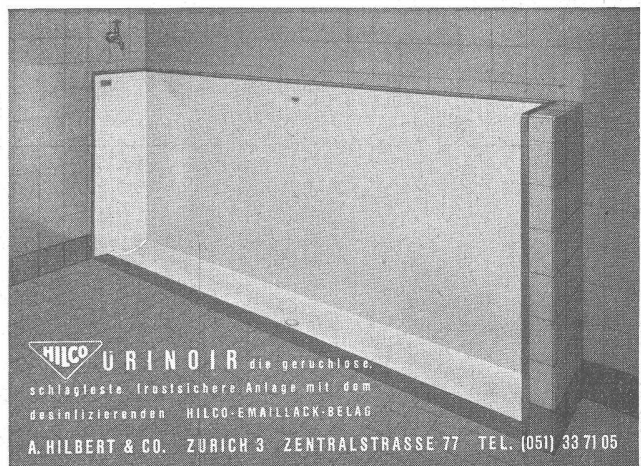 HILCO URINOIR die geruchlose,
schlagfeste frostsichere Anlage mit dem
desinfizierenden HILCO-EMAILLACK-BELAG
A. HILBERT & CO. ZÜRICH 3 ZENTRALSTRASSE 77 TEL. (051) 33 71 05